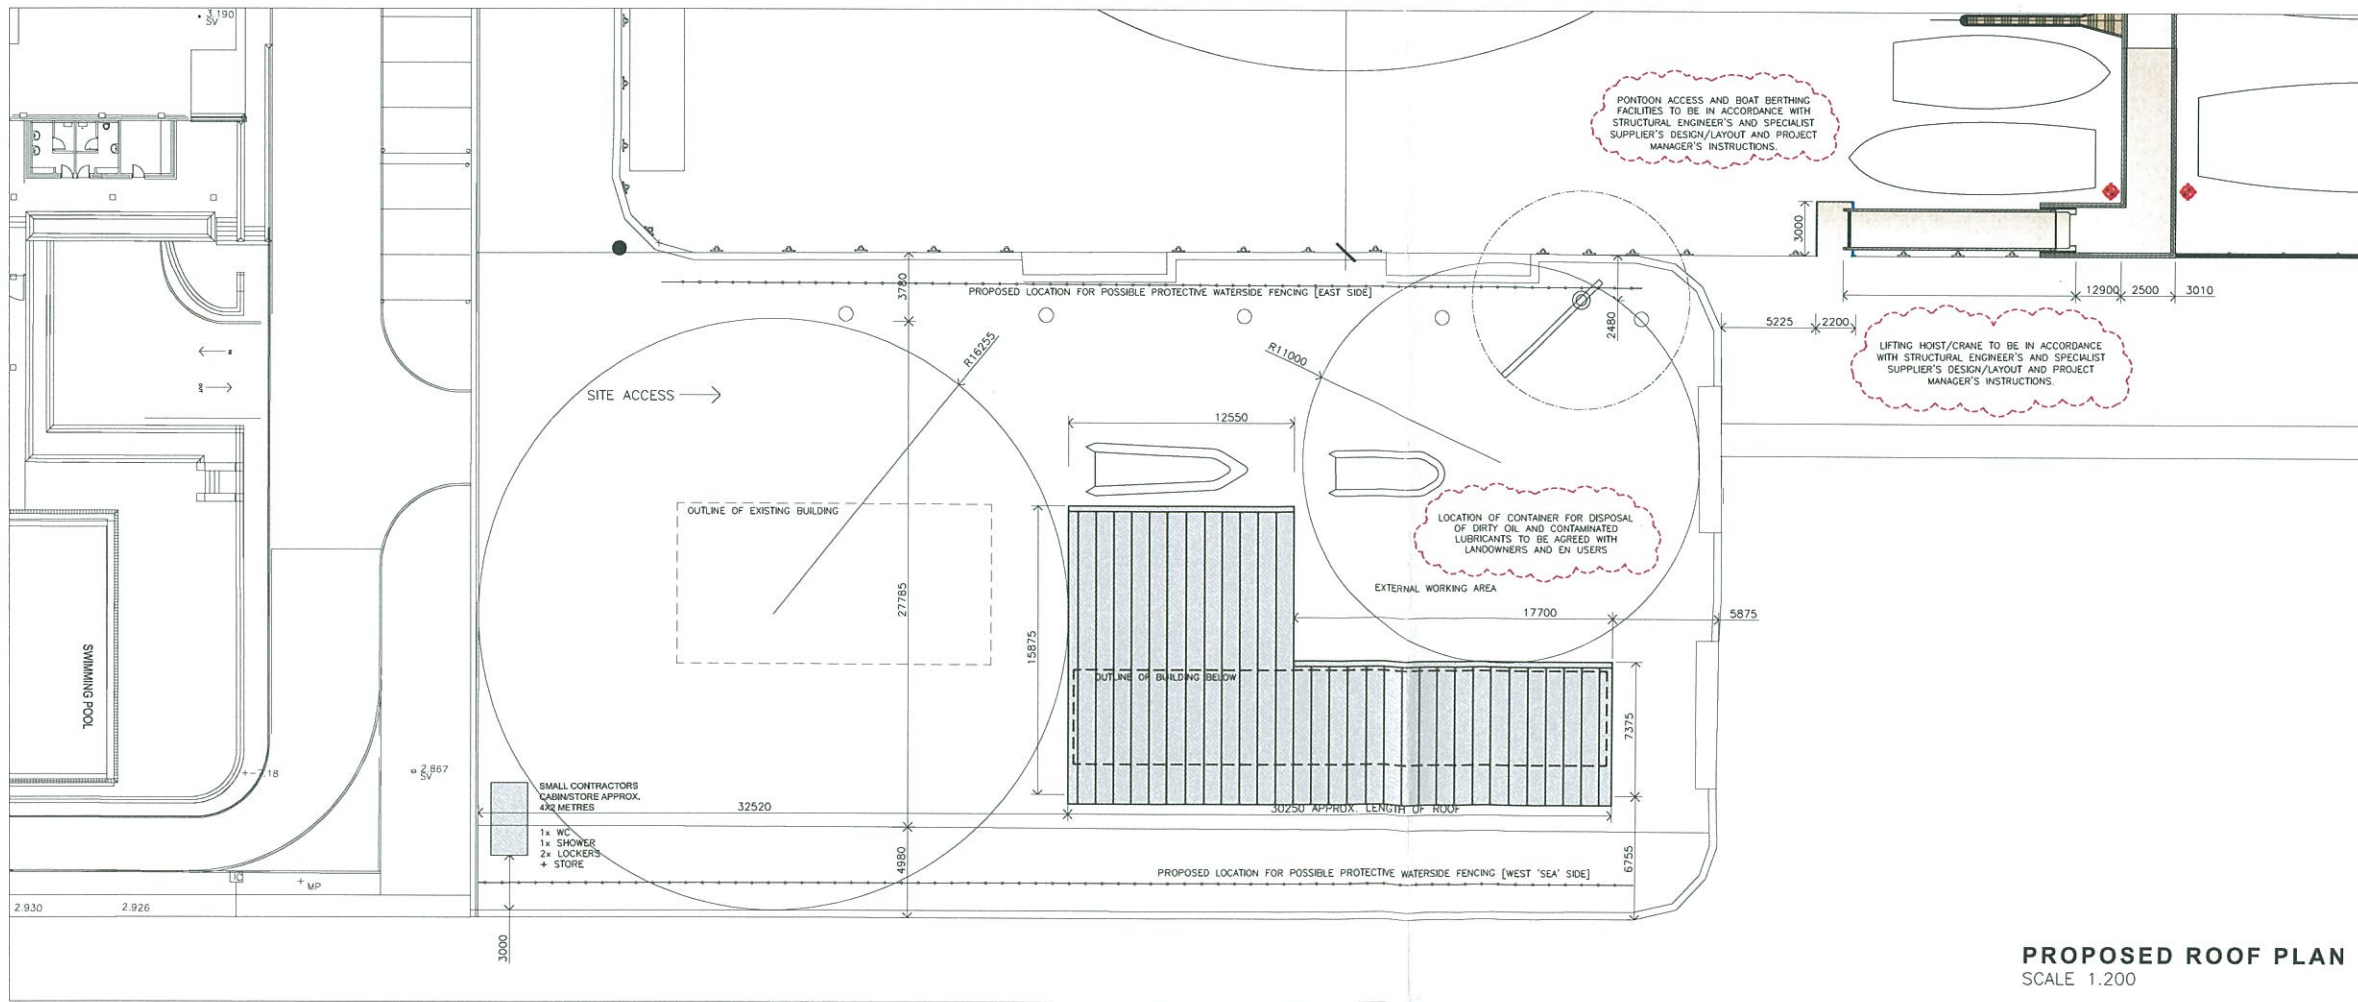 3.190
SV
PONTOON ACCESS AND BOAT BERTHING
FACILITIES TO BE IN ACCORDANCE WITH
STRUCTURAL ENGINEER'S AND SPECIALIST
SUPPLIER'S DESIGN/LAYOUT AND PROJECT
MANAGER'S INSTRUCTIONS.
3000
3780
PROPOSED LOCATION FOR POSSIBLE PROTECTIVE WATERSIDE FENCING [EAST SIDE]
12900
2500
3010
2480
5225
2200
R16255
R11000
LIFTING HOIST/CRANE TO BE IN ACCORDANCE
WITH STRUCTURAL ENGINEER'S AND SPECIALIST
SUPPLIER'S DESIGN/LAYOUT AND PROJECT
MANAGER'S INSTRUCTIONS.
SITE ACCESS
12550
OUTLINE OF EXISTING BUILDING
LOCATION OF CONTAINER FOR DISPOSAL
OF DIRTY OIL AND CONTAMINATED
LUBRICANTS TO BE AGREED WITH
LANDOWNERS AND EN USERS
EXTERNAL WORKING AREA
27785
17700
5875
15875
SWIMMING POOL
OUTLINE OF BUILDING BELOW
7375
2.867
SV
SMALL CONTRACTORS
CABIN/STORE APPROX.
4X2 METRES
1x WC
1x SHOWER
2x LOCKERS
+ STORE
32520
30250 APPROX. LENGTH OF ROOF
4980
6755
PROPOSED LOCATION FOR POSSIBLE PROTECTIVE WATERSIDE FENCING [WEST 'SEA' SIDE]
IC
MP
2.930
2.926
3000
PROPOSED ROOF PLAN
SCALE 1.200